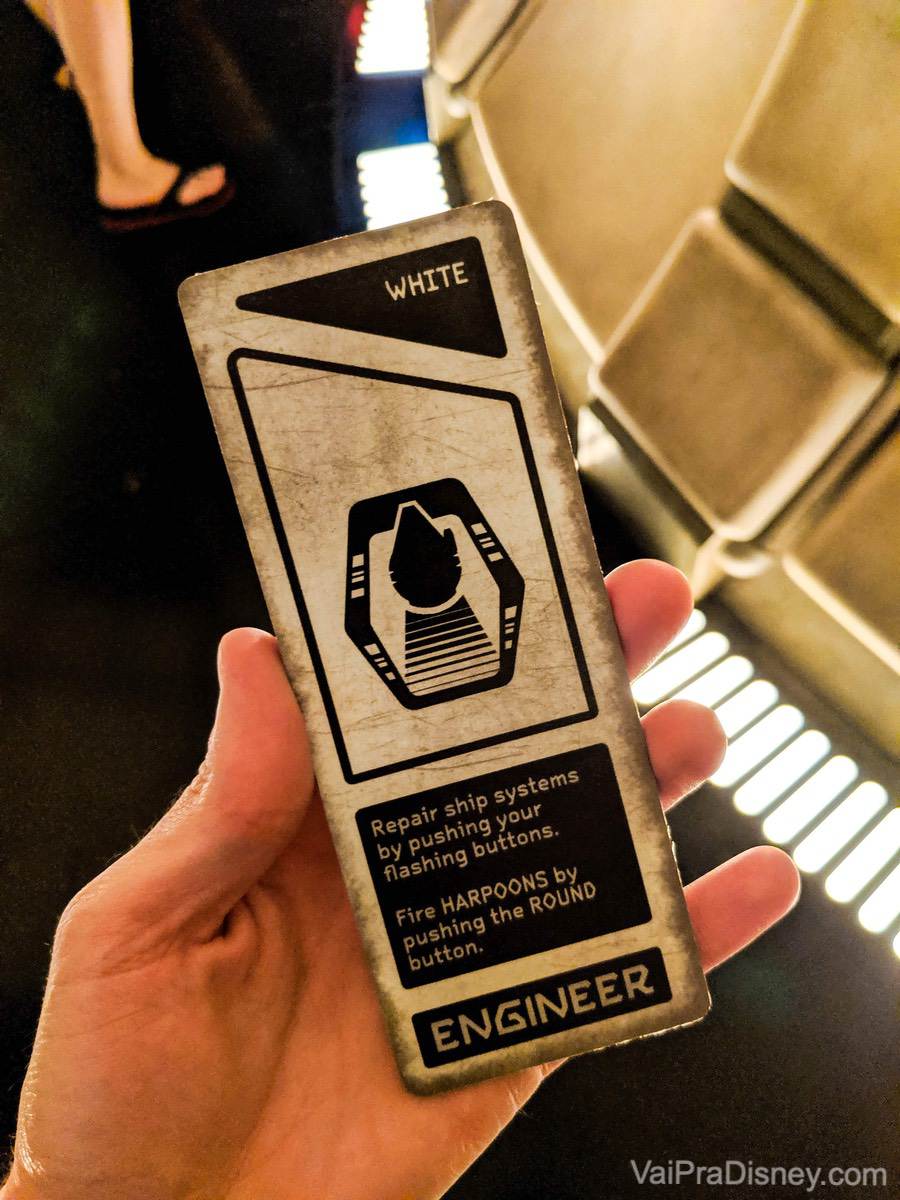 WHITE
Repair ship systems
by pushing your
flashing buttons.
Fire HARPOONS by
pushing the ROUND
button.
ENGINEER
VaiPraDisney.com